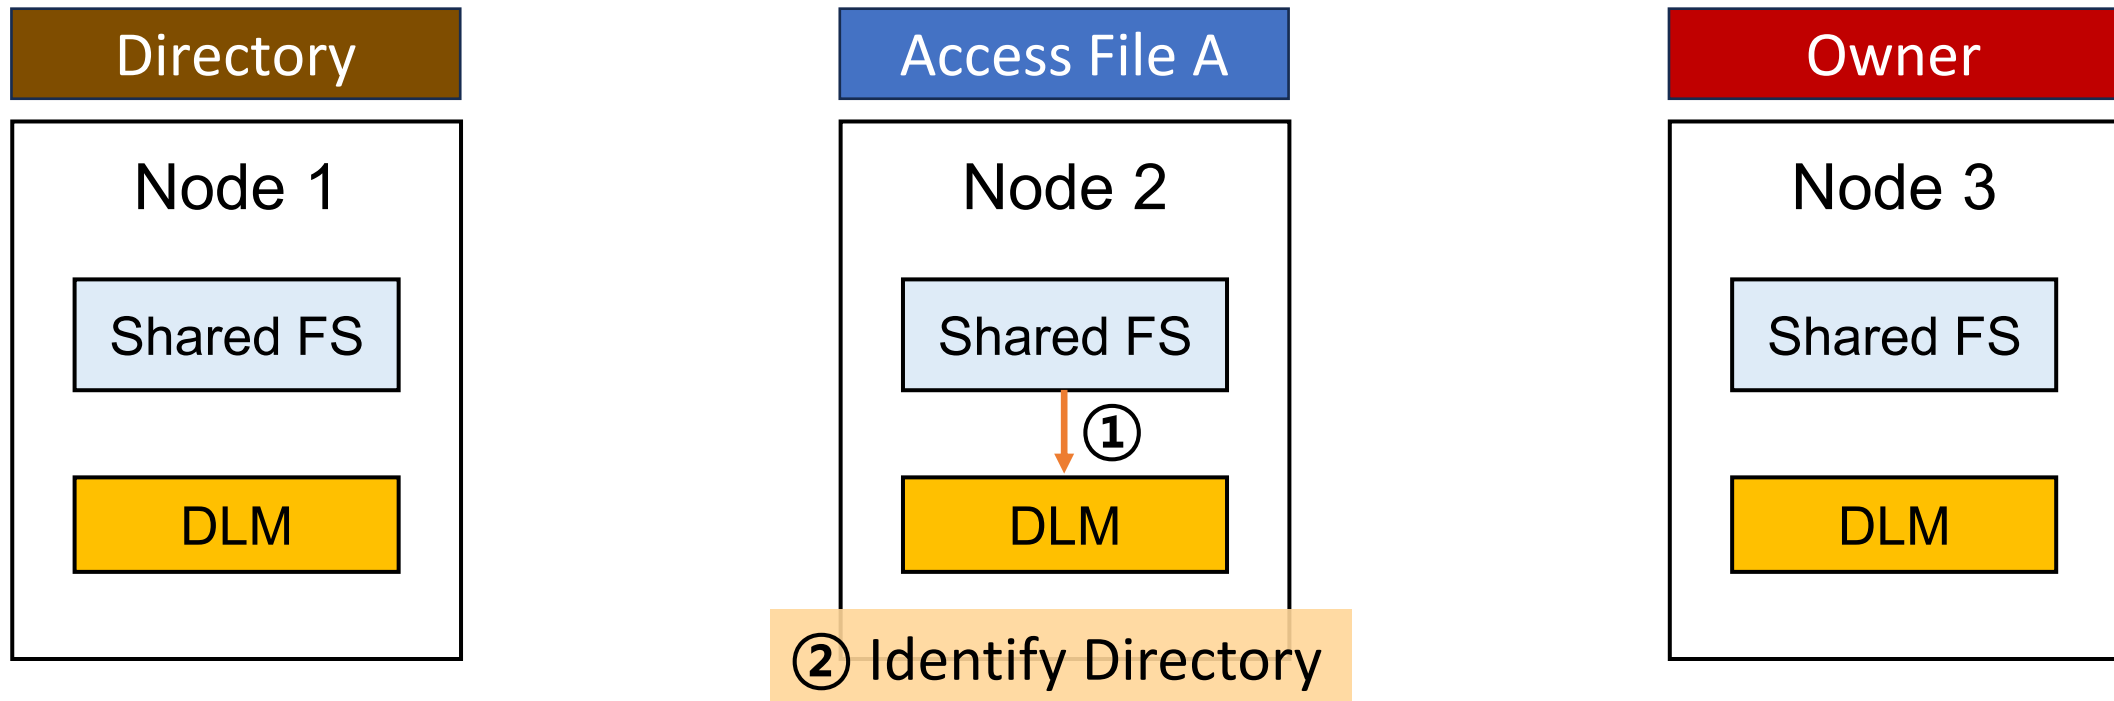 Directory
Access File A
Owner
Node 1
Node 2
Node 3
Shared FS
Shared FS
Shared FS
①
DLM
DLM
DLM
② Identify Directory